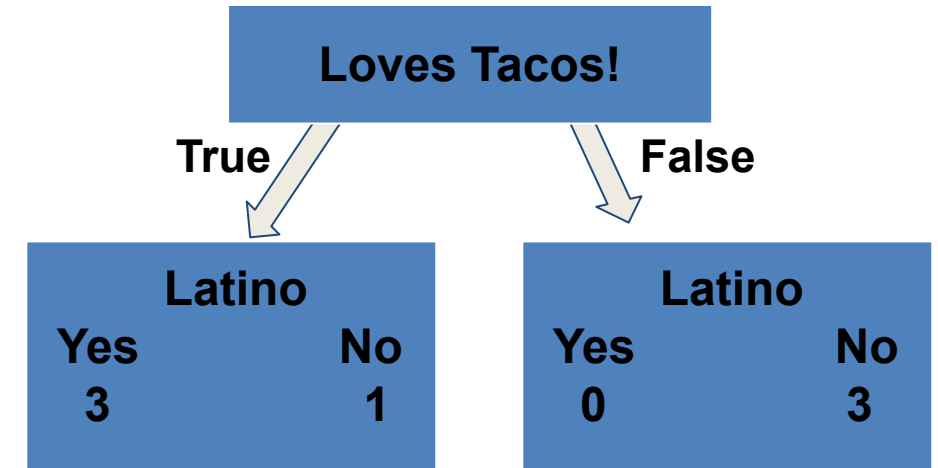 Loves Tacos!
True False
Latino
Yes No
3 1
Latino
Yes No
0 3